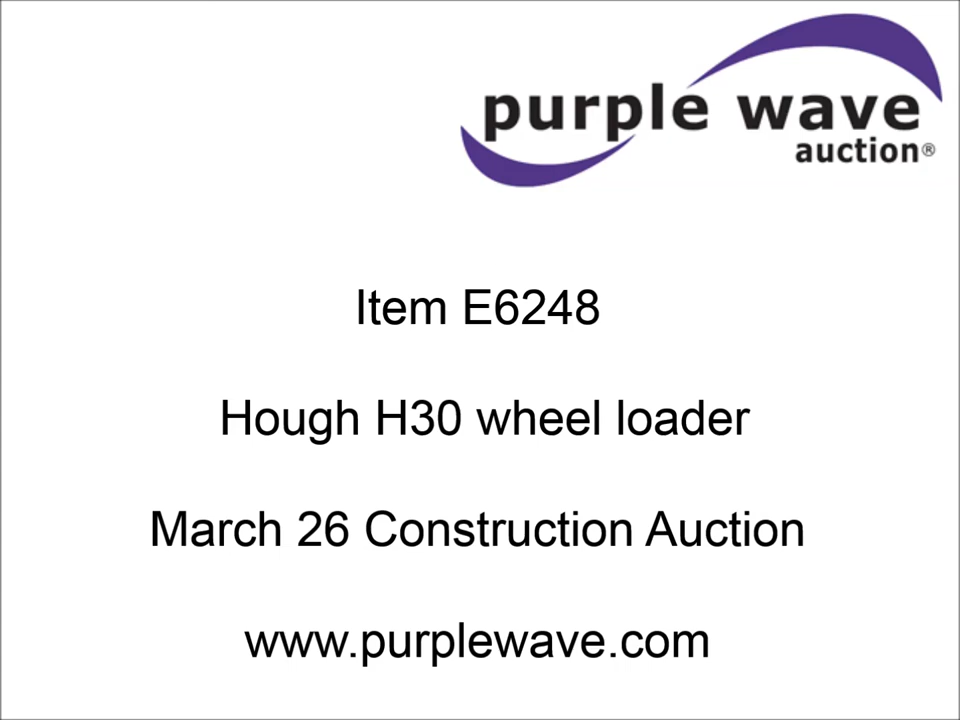 purple wave
auction®
Item E6248
Hough H30 wheel loader
March 26 Construction Auction
www.purplewave.com